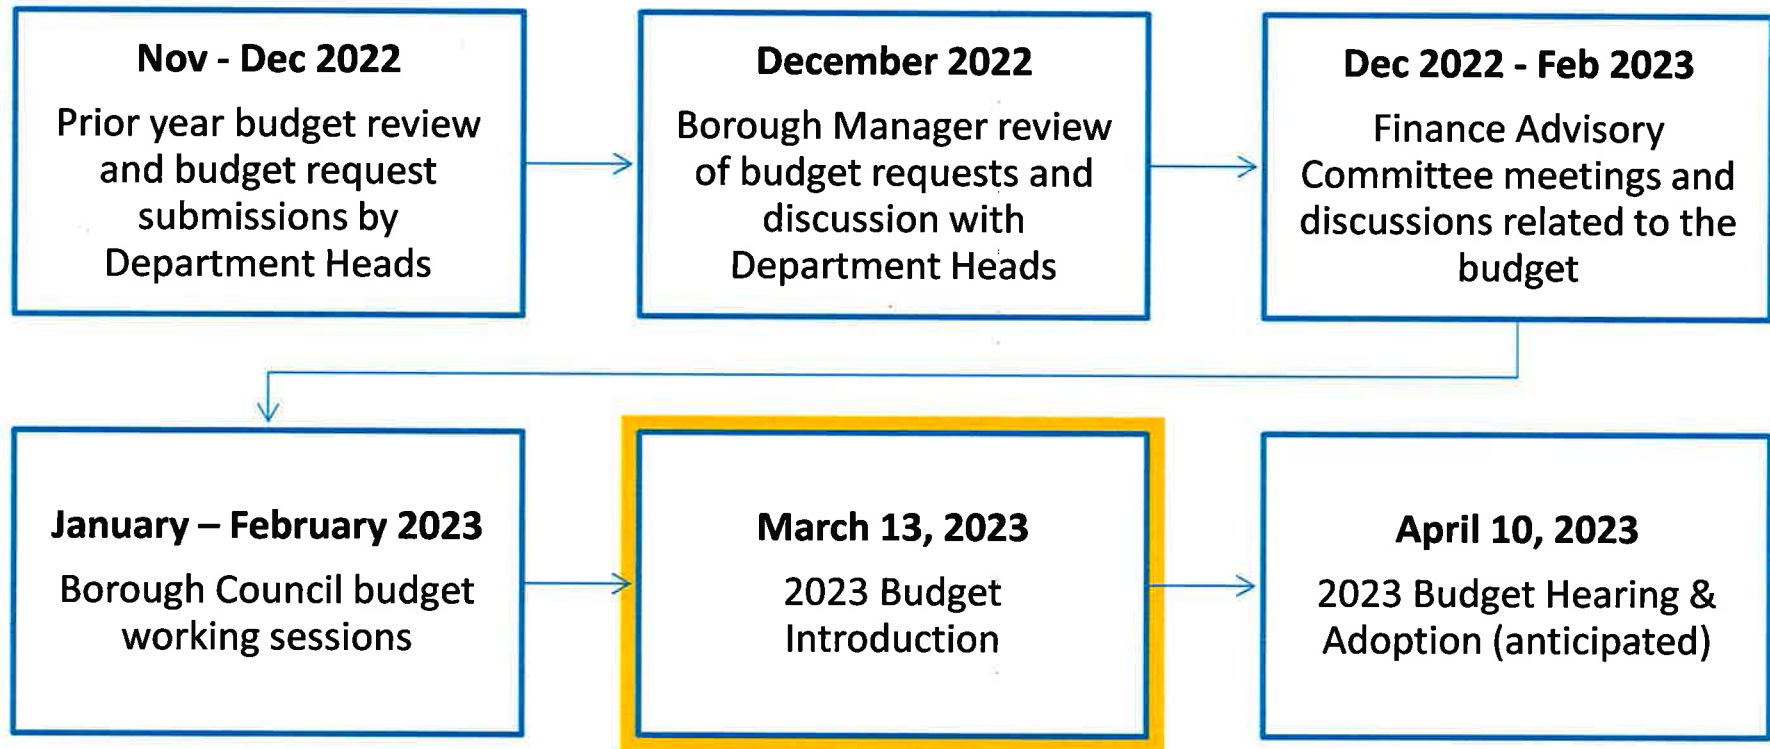 Nov - Dec 2022
Prior year budget review
and budget request
submissions by
Department Heads
December 2022
Borough Manager review
of budget requests and
discussion with
Department Heads
Dec 2022 - Feb 2023
Finance Advisory
Committee meetings and
discussions related to the
budget
January – February 2023
Borough Council budget
working sessions
March 13, 2023
2023 Budget
Introduction
April 10, 2023
2023 Budget Hearing &
Adoption (anticipated)